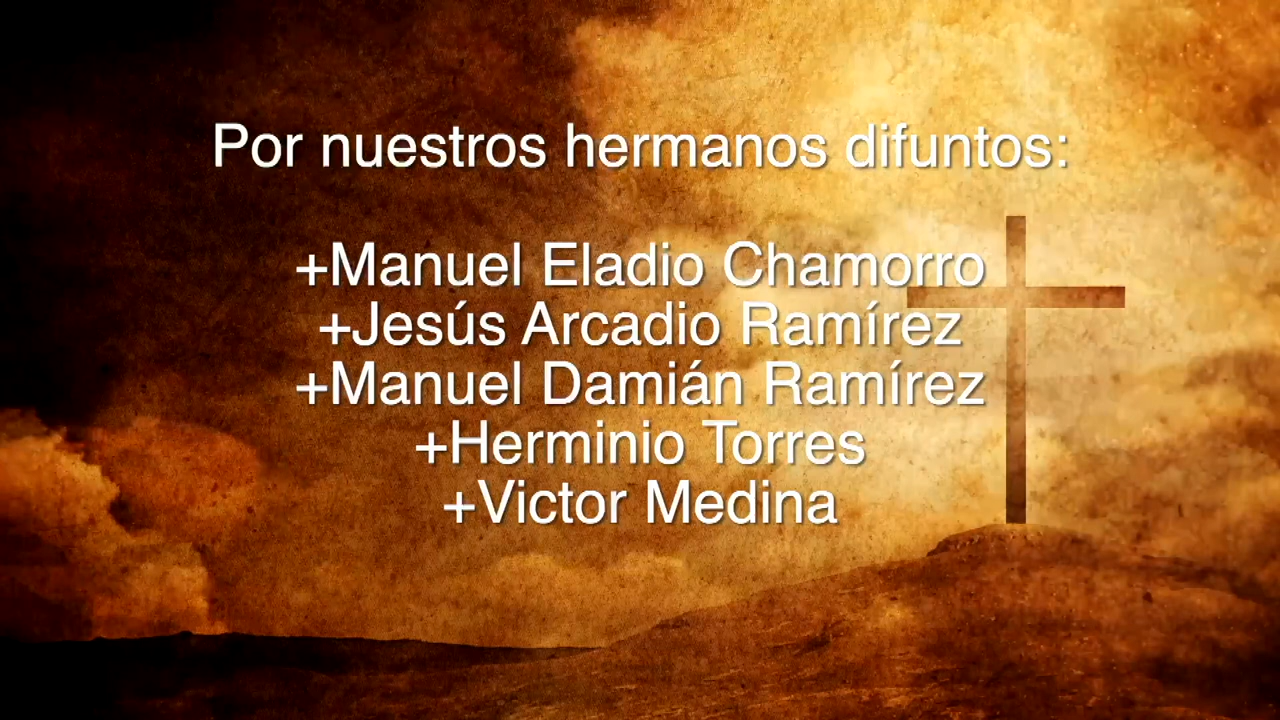 Por nuestros hermanos difuntos:
+Manuel Eladio Chamorro
+Jesús Arcadio Ramírez
+Manuel Damián Ramírez
+Herminio Torres
+Victor Medina